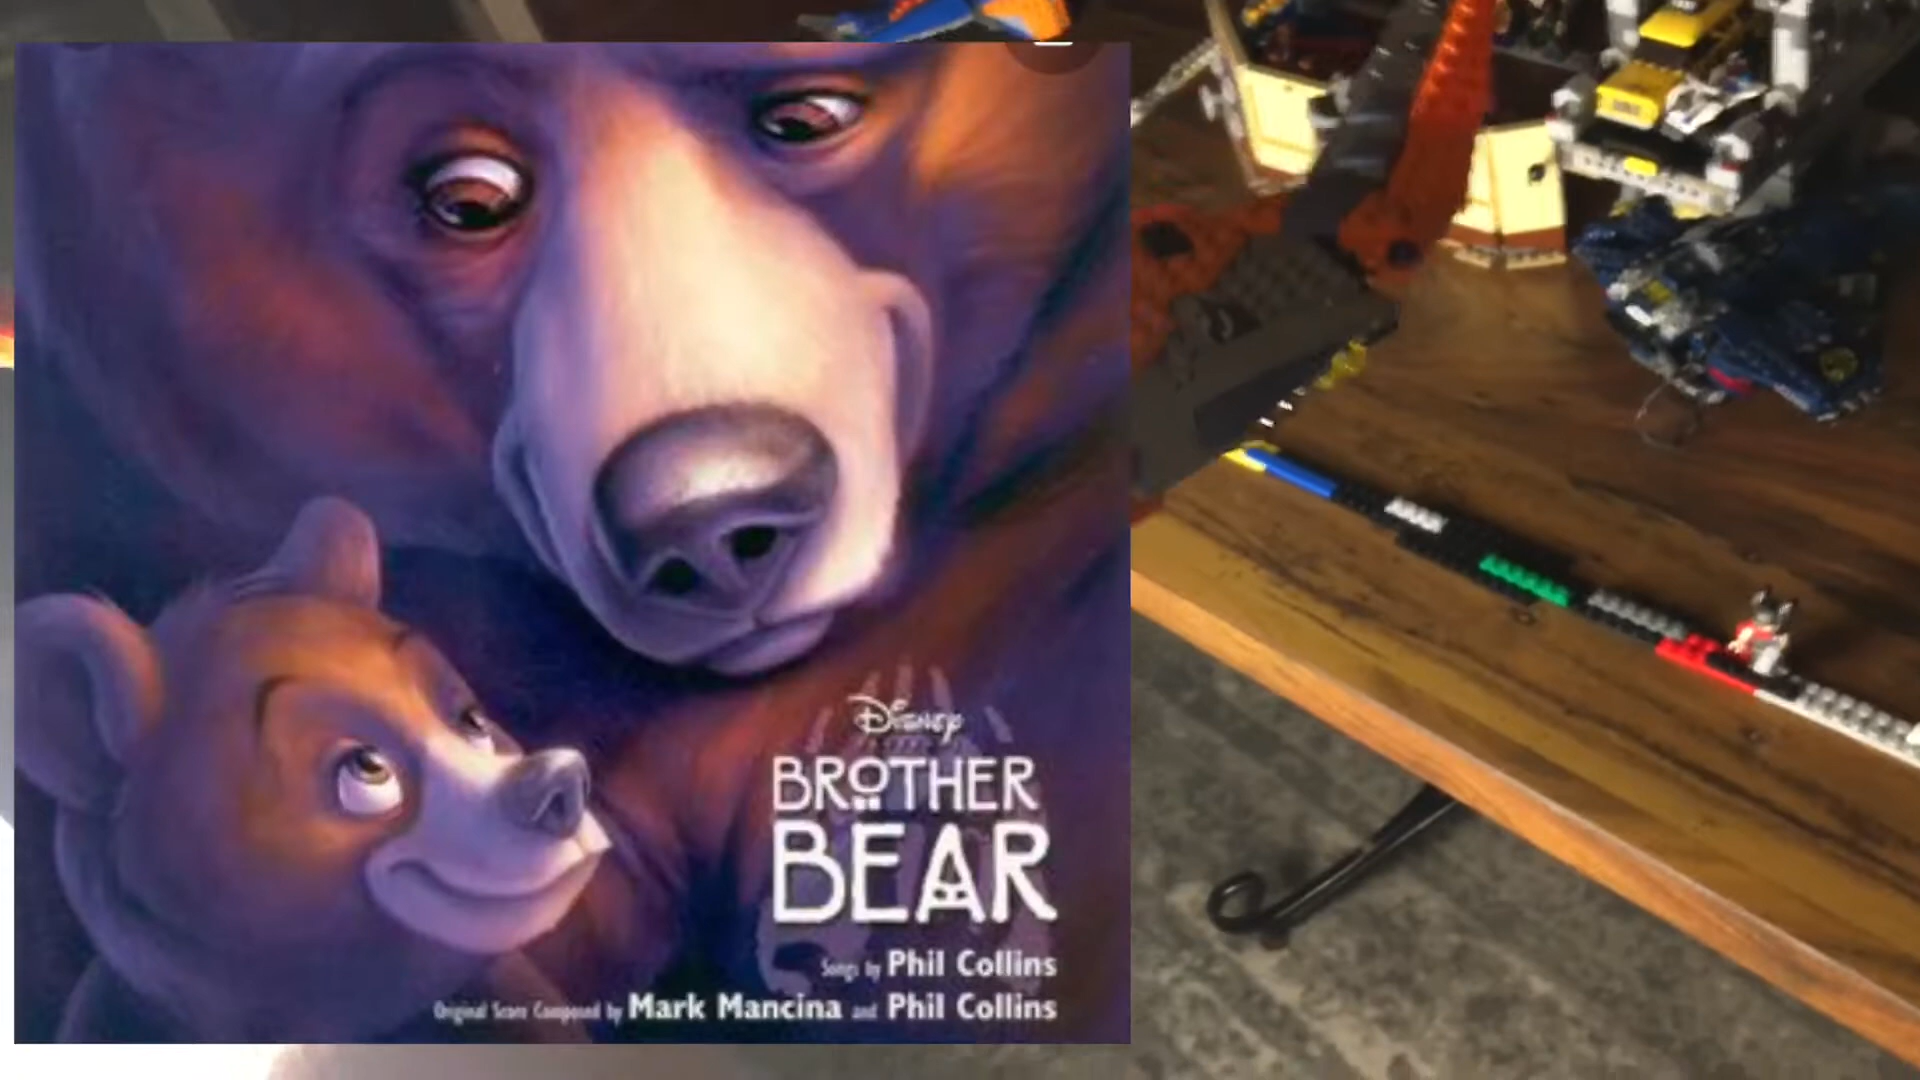 Disney
BROTHER
BEAR
Songs by Phil Collins
Original Score Composed by Mark Mancina and Phil Collins